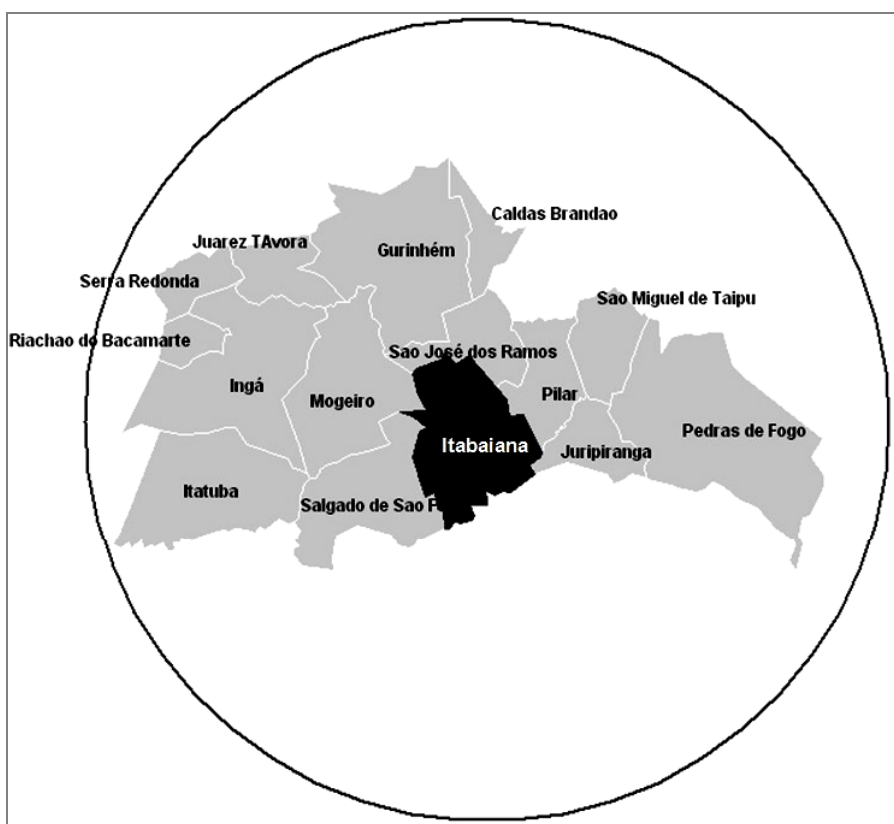 Caldas Brandao
Juarez TAvora
Gurinhém
Serra Redonda
Sao Miguel de Taipu
Riachao do Bacamarte
Sao José dos Ramos
Ingá
Mogeiro
Pilar
Pedras de Fogo
Itabaiana
Juripiranga
Itatuba
Salgado de Sao F